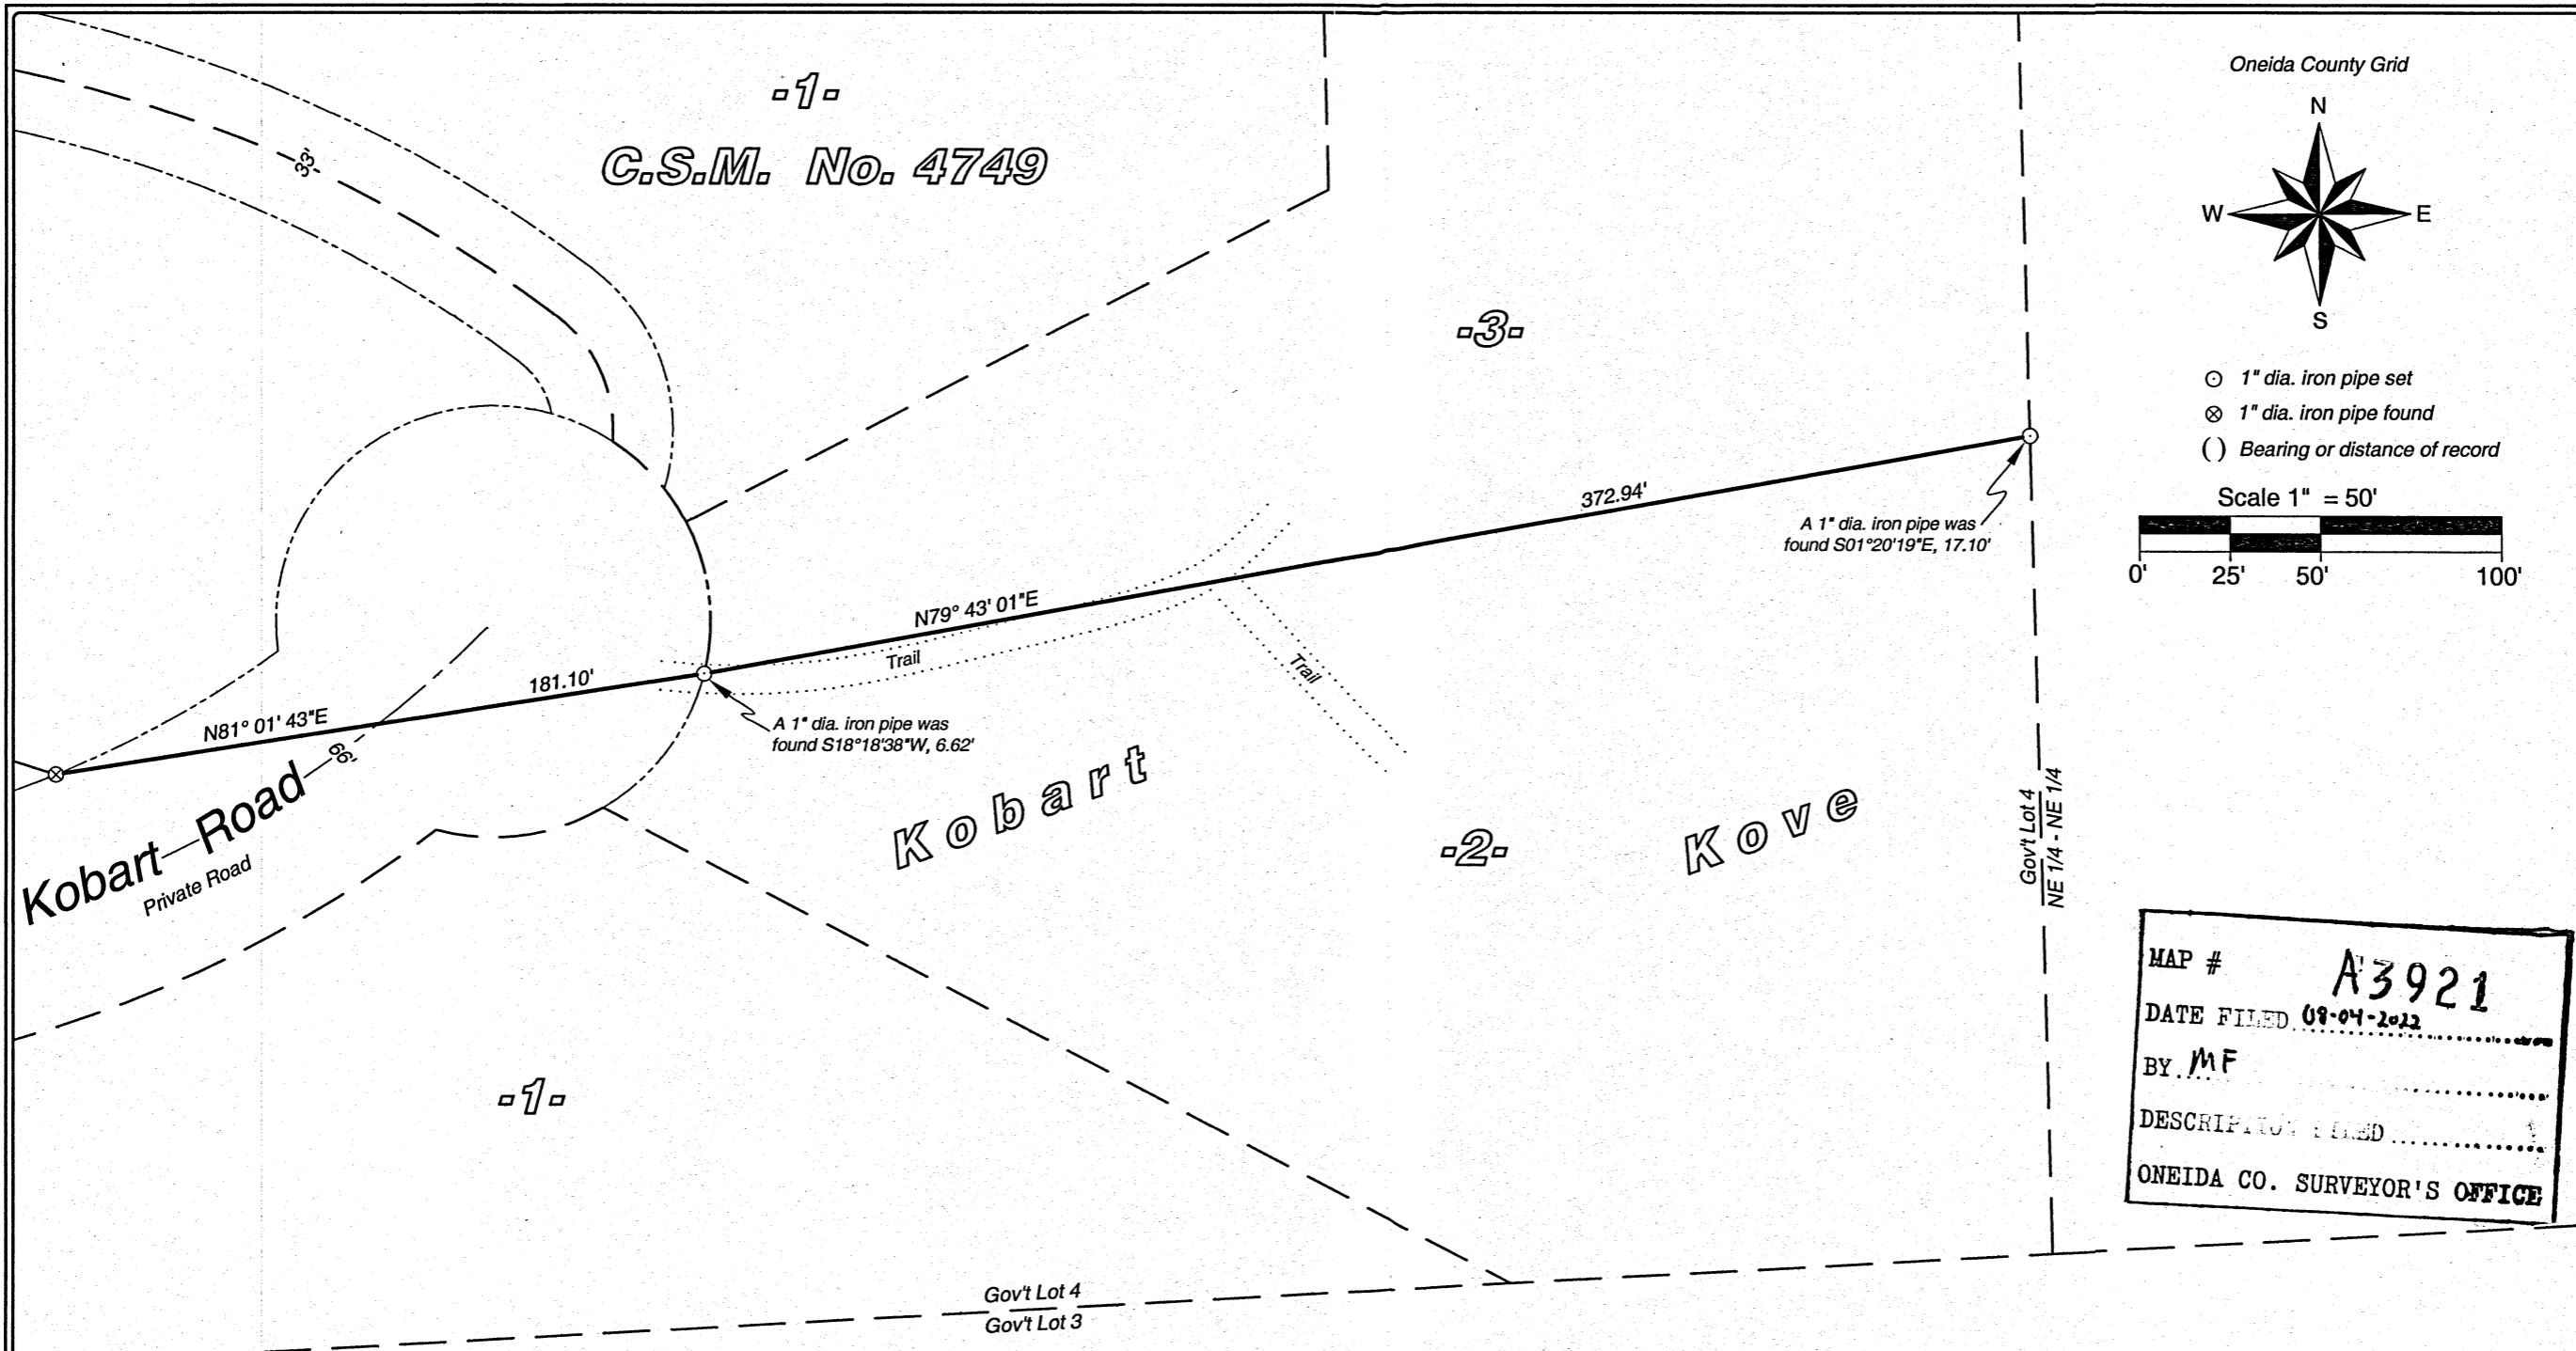 Oneida County Grid
N
W
E
S
1" dia. iron pipe set
1" dia. iron pipe found
( ) Bearing or distance of record
Scale 1" = 50'
0' 25' 50' 100'
-1-
C.S.M. No. 4749
33'
-3-
372.94'
A 1" dia. iron pipe was
found S01°20'19"E, 17.10'
N79° 43' 01"E
Trail
Trail
181.10'
N81° 01' 43"E
A 1" dia. iron pipe was
found S18°18'38"W, 6.62'
66'
Kobart Road
Private Road
Kobart Kove
-2-
Gov't Lot 4
NE 1/4 - NE 1/4
-1-
Gov't Lot 4
Gov't Lot 3
MAP # A3921
DATE FILED 08-04-2022
BY MF
DESCRIPTION FILED
ONEIDA CO. SURVEYOR'S OFFICE